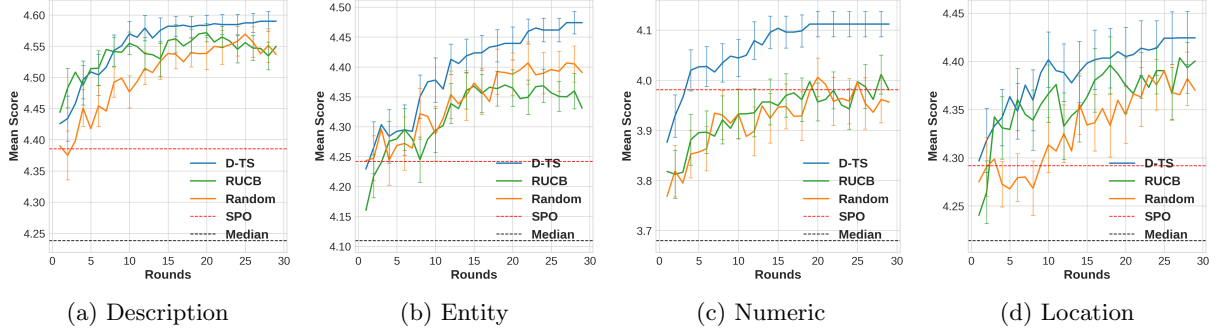 4.60
4.55
4.50
4.45
4.40
4.35
4.30
4.25
Mean Score
0 5 10 15 20 25 30
Rounds
D-TS
RUCB
Random
SPO
Median
(a) Description
4.50
4.45
4.40
4.35
4.30
4.25
4.20
4.15
4.10
Mean Score
0 5 10 15 20 25 30
Rounds
D-TS
RUCB
Random
SPO
Median
(b) Entity
4.1
4.0
3.9
3.8
3.7
Mean Score
0 5 10 15 20 25 30
Rounds
D-TS
RUCB
Random
SPO
Median
(c) Numeric
4.45
4.40
4.35
4.30
4.25
Mean Score
0 5 10 15 20 25 30
Rounds
D-TS
RUCB
Random
SPO
Median
(d) Location